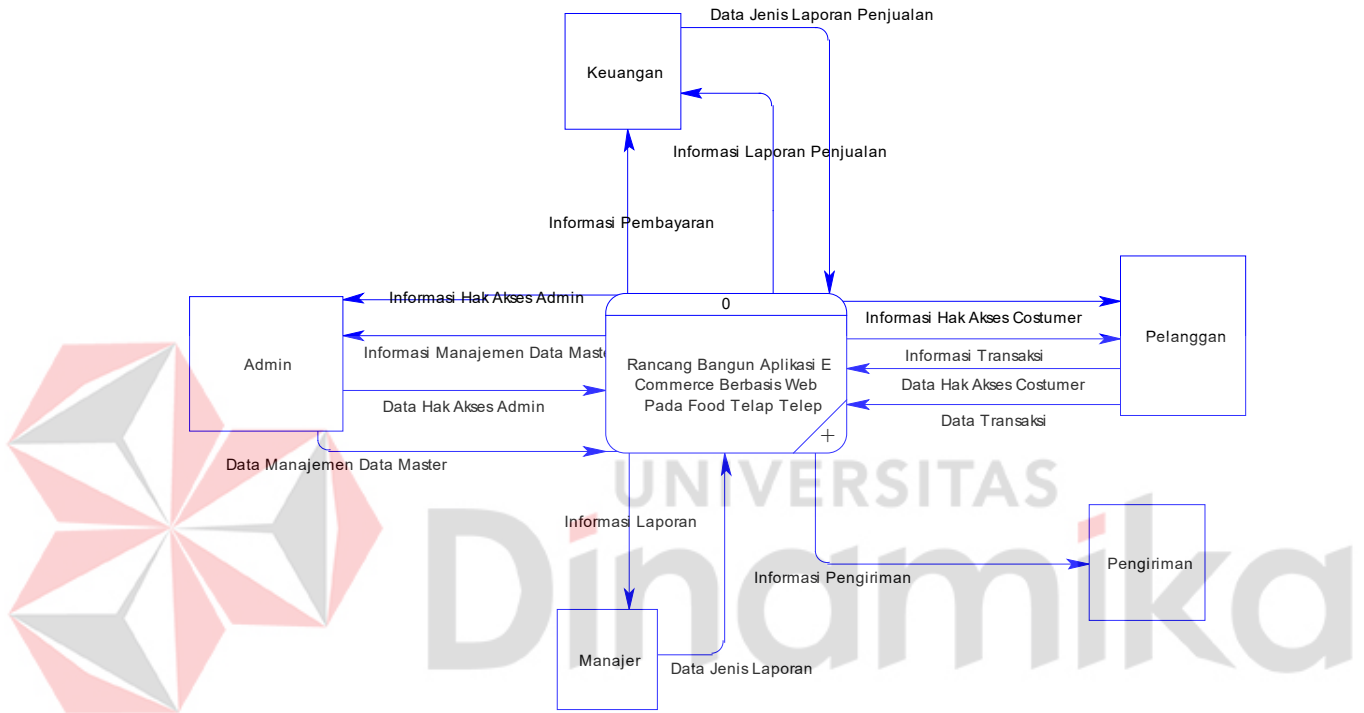 Data Jenis Laporan Penjualan
Keuangan
Informasi Laporan Penjualan
Informasi Pembayaran
Informasi Hak Akses Admin
0
Informasi Hak Akses Costumer
Pelanggan
Admin
Informasi Manajemen Data Maste
Rancang Bangun Aplikasi E
Commerce Berbasis Web
Pada Food Telap Telep
Informasi Transaksi
Data Hak Akses Costumer
Data Hak Akses Admin
Data Transaksi
+
Data Manajemen Data Master
UNIVERSITAS
Dinamika
Informasi Laporan
Informasi Pengiriman
Pengiriman
Manajer
Data Jenis Laporan